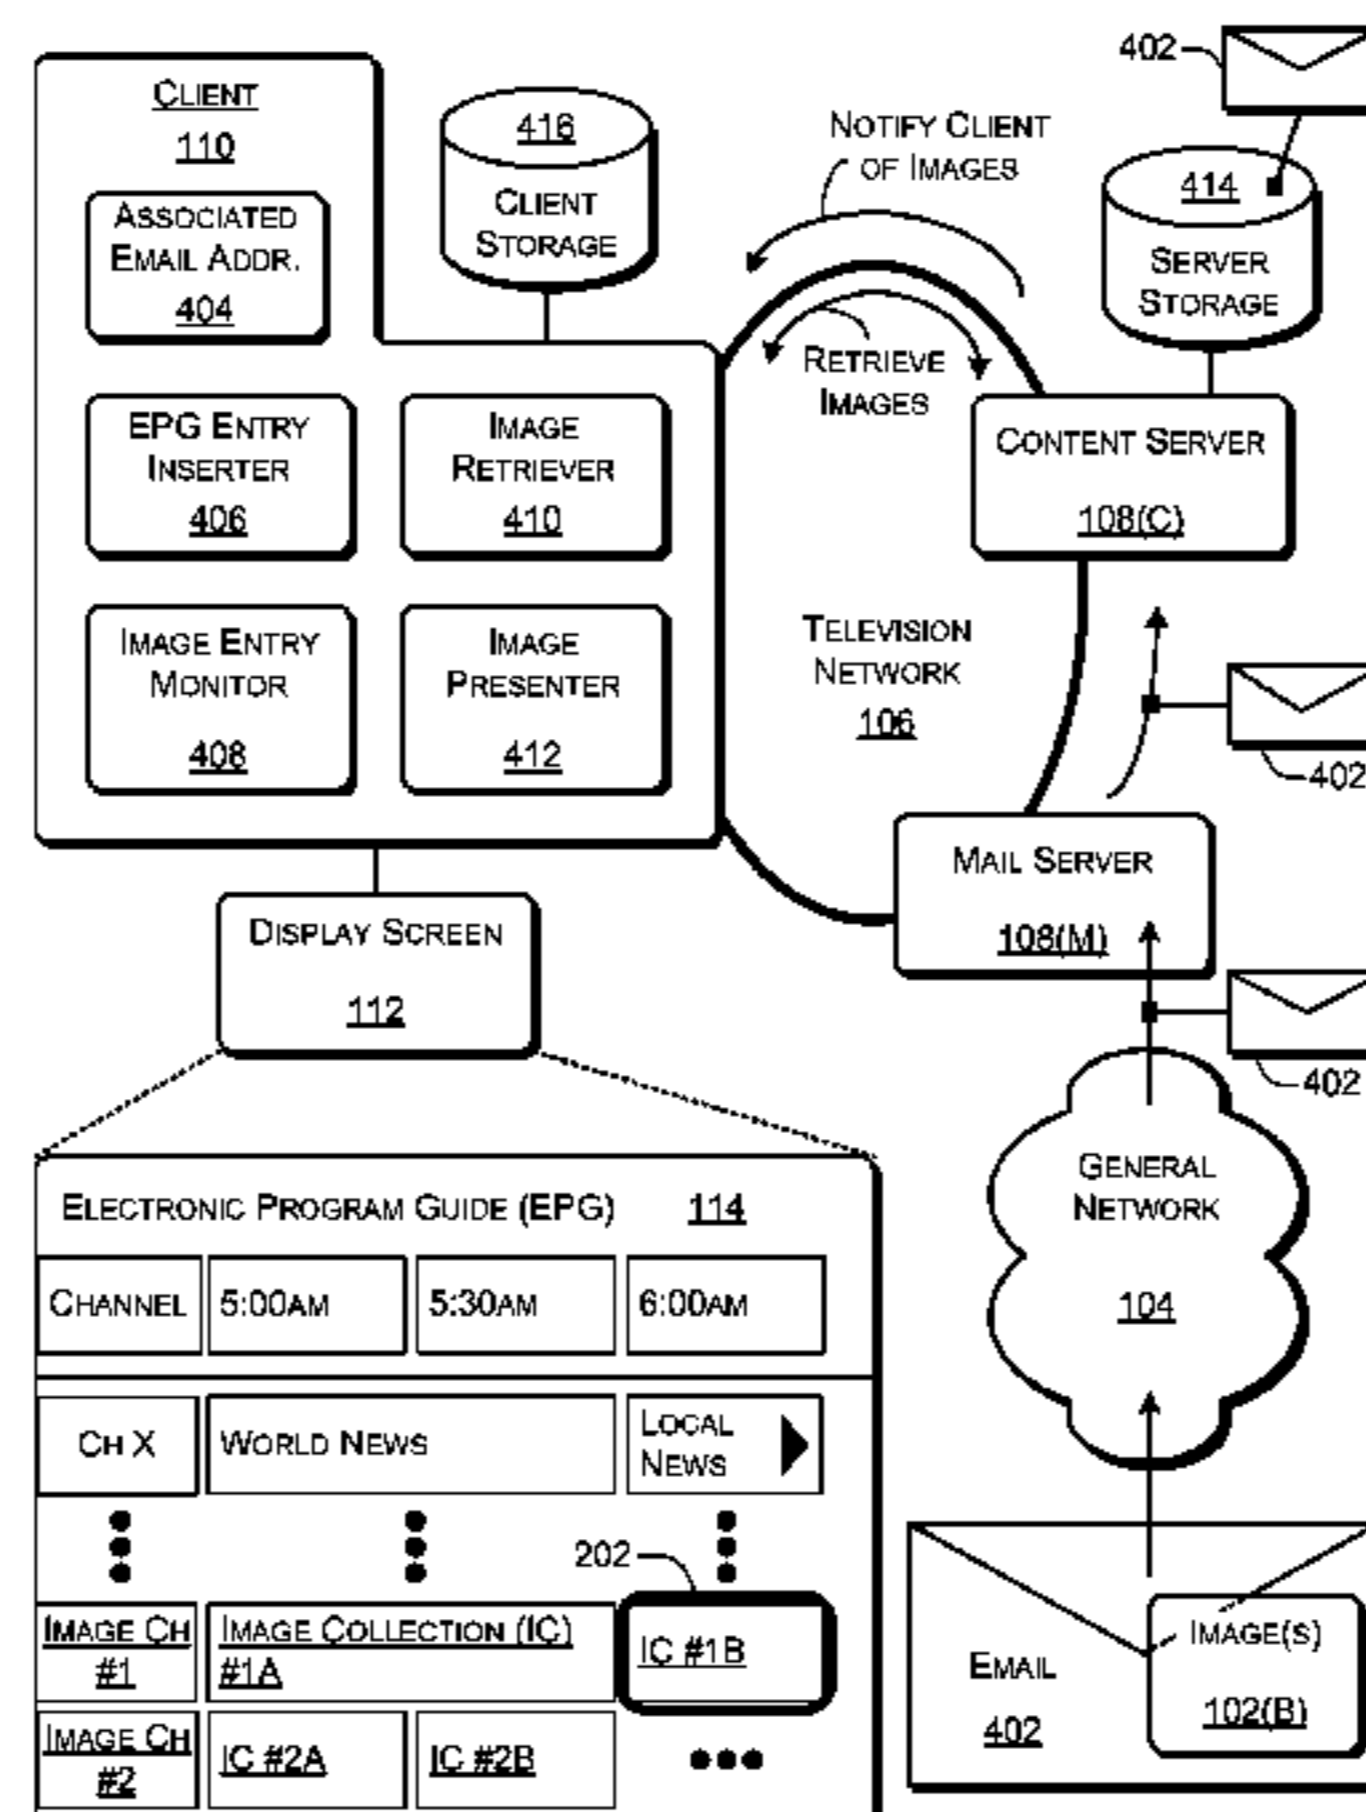 CLIENT
110
ASSOCIATED
EMAIL ADDR.
404
416
CLIENT
STORAGE
NOTIFY CLIENT
OF IMAGES
402
414
SERVER
STORAGE
RETRIEVE
IMAGES
EPG ENTRY
INSERTER
406
IMAGE
RETRIEVER
410
CONTENT SERVER
108(C)
IMAGE ENTRY
MONITOR
408
IMAGE
PRESENTER
412
TELEVISION
NETWORK
106
402
MAIL SERVER
108(M)
DISPLAY SCREEN
112
402
GENERAL
NETWORK
104
ELECTRONIC PROGRAM GUIDE (EPG) 114
CHANNEL 5:00AM 5:30AM 6:00AM
CH X WORLD NEWS LOCAL
NEWS
202
IMAGE CH
#1
IMAGE COLLECTION (IC)
#1A
IC #1B
IMAGE CH
#2
IC #2A IC #2B
EMAIL
402
IMAGE(S)
102(B)